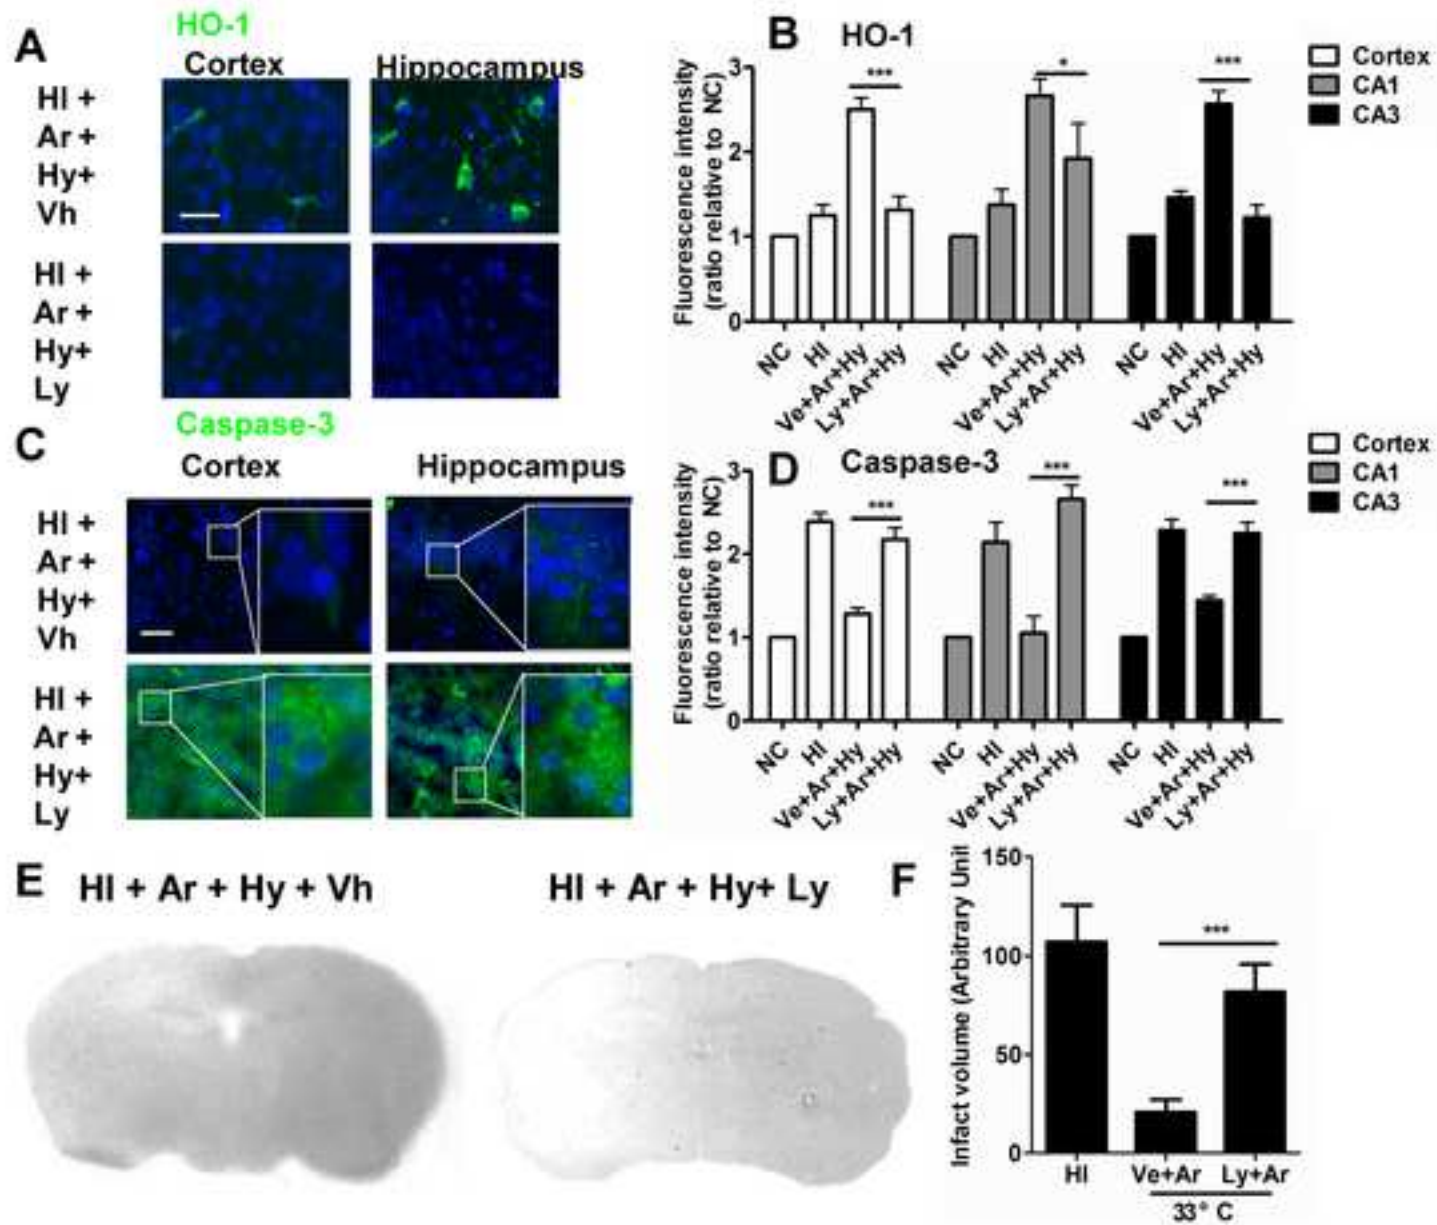 A
HO-1
Cortex
Hippocampus
HI +
Ar +
Hy+
Vh
HI +
Ar +
Hy+
Ly
B
HO-1
Fluorescence intensity
(ratio relative to NC)
3
2
1
0
***
*
***
NC
HI
Ve+Ar+Hy
Ly+Ar+Hy
NC
HI
Ve+Ar+Hy
Ly+Ar+Hy
NC
HI
Ve+Ar+Hy
Ly+Ar+Hy
Cortex
CA1
CA3
C
Caspase-3
Cortex
Hippocampus
HI +
Ar +
Hy+
Vh
HI +
Ar +
Hy+
Ly
D
Caspase-3
Fluorescence intensity
(ratio relative to NC)
3
2
1
0
***
***
***
NC
HI
Ve+Ar+Hy
Ly+Ar+Hy
NC
HI
Ve+Ar+Hy
Ly+Ar+Hy
NC
HI
Ve+Ar+Hy
Ly+Ar+Hy
Cortex
CA1
CA3
E
HI + Ar + Hy + Vh
HI + Ar + Hy+ Ly
F
Infact volume (Arbitrary Unit
150
100
50
0
***
HI
Ve+Ar
Ly+Ar
33° C